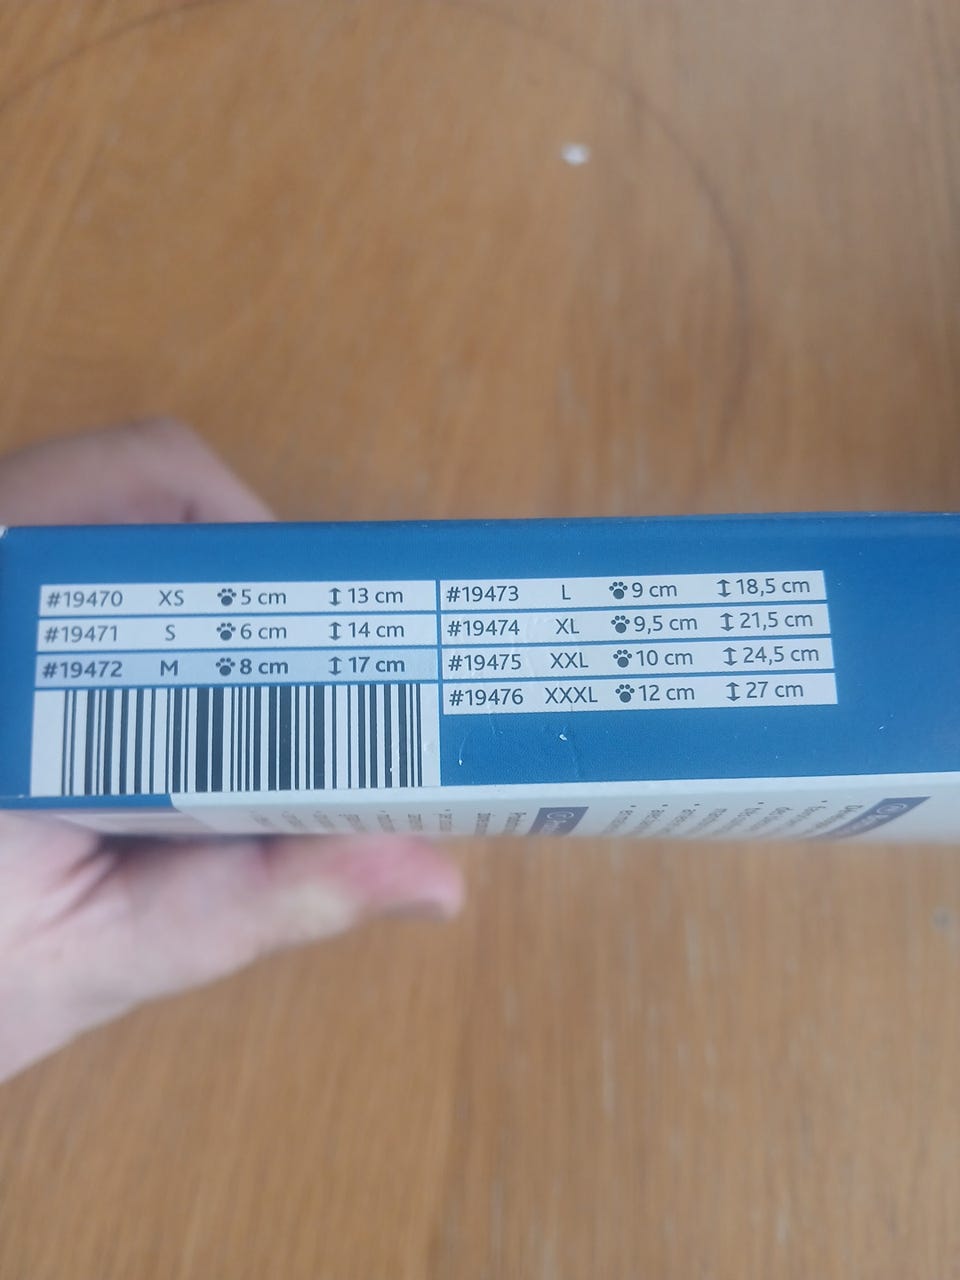 #19470 XS 5 cm 13 cm
#19471 S 6 cm 14 cm
#19472 M 8 cm 17 cm
#19473 L 9 cm 18,5 cm
#19474 XL 9,5 cm 21,5 cm
#19475 XXL 10 cm 24,5 cm
#19476 XXXL 12 cm 27 cm